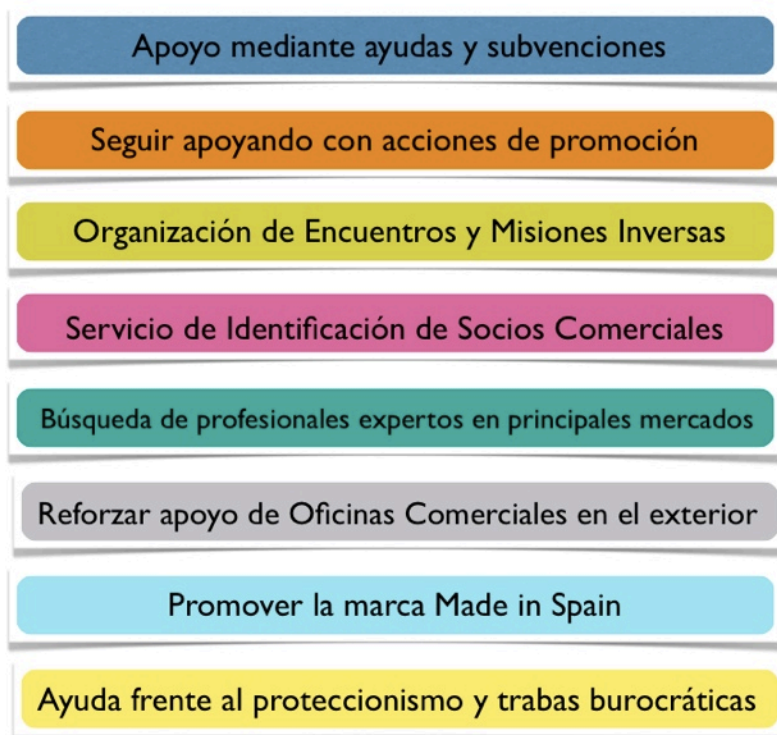 Apoyo mediante ayudas y subvenciones
Seguir apoyando con acciones de promoción
Organización de Encuentros y Misiones Inversas
Servicio de Identificación de Socios Comerciales
Búsqueda de profesionales expertos en principales mercados
Reforzar apoyo de Oficinas Comerciales en el exterior
Promover la marca Made in Spain
Ayuda frente al proteccionismo y trabas burocráticas